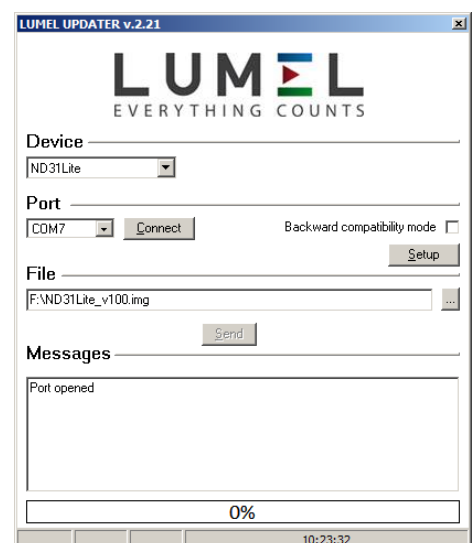 LUMEL UPDATER v.2.21
LUMEL
EVERYTHING COUNTS
Device
ND31Lite
Port
COM7 Connect Backward compatibility mode
Setup
File
F:\ND31Lite_v100.img ...
Send
Messages
Port opened
0%
10:23:32